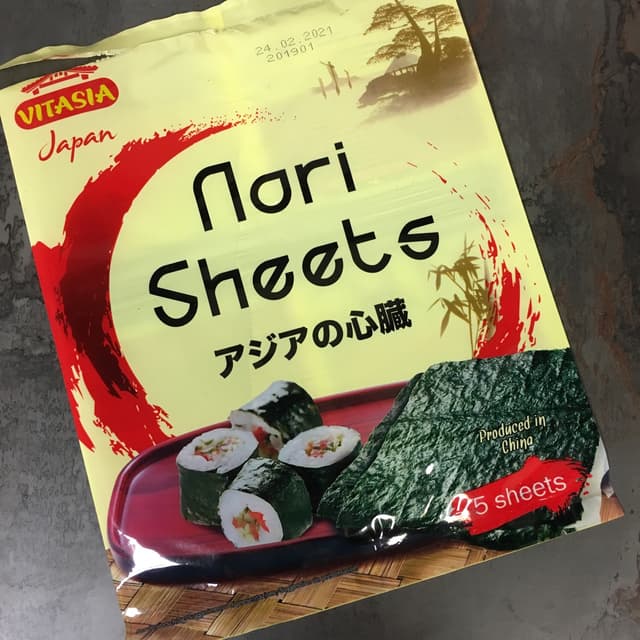 24.02.2021
201901
VITASIA
Japan
Nori
Sheets
アジアの心臓
Produced in
China
5 sheets